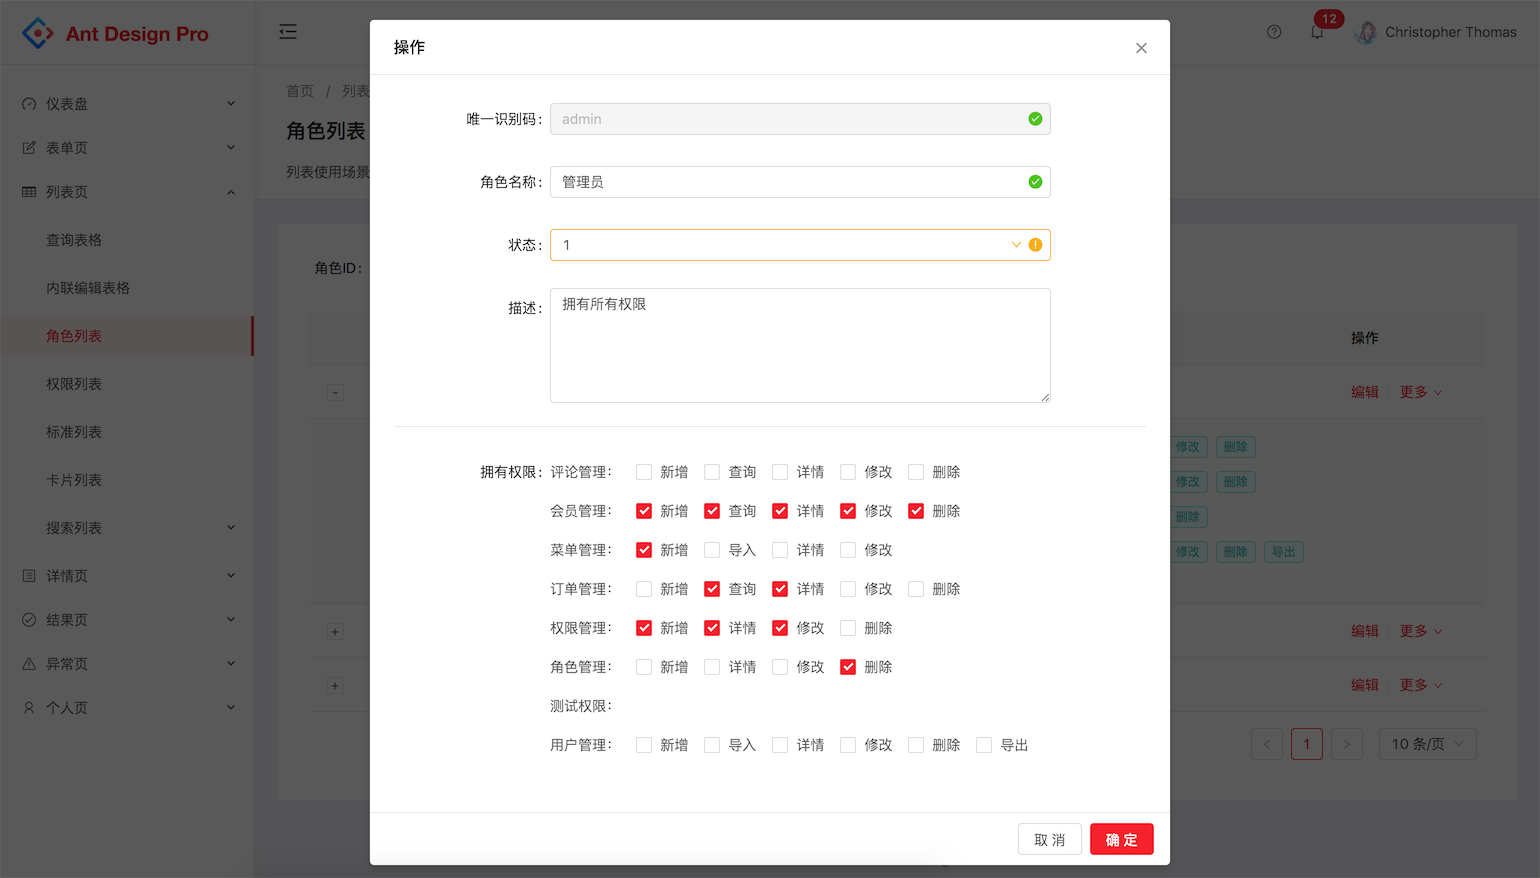 Ant Design Pro
12
Christopher Thomas
仪表盘
表单页
列表页
查询表格
内联编辑表格
角色列表
权限列表
标准列表
卡片列表
搜索列表
详情页
结果页
异常页
个人页
首页 / 列表
角色列表
列表使用场景
角色ID:
操作
唯一识别码: admin
角色名称: 管理员
状态: 1
描述: 拥有所有权限
拥有权限: 评论管理: 新增 查询 详情 修改 删除
会员管理: 新增 查询 详情 修改 删除
菜单管理: 新增 导入 详情 修改
订单管理: 新增 查询 详情 修改 删除
权限管理: 新增 详情 修改 删除
角色管理: 新增 详情 修改 删除
测试权限:
用户管理: 新增 导入 详情 修改 删除 导出
取 消 确 定
操作
- 编辑 更多
修改 删除
修改 删除
删除
修改 删除 导出
+ 编辑 更多
+ 编辑 更多
< 1 > 10 条/页